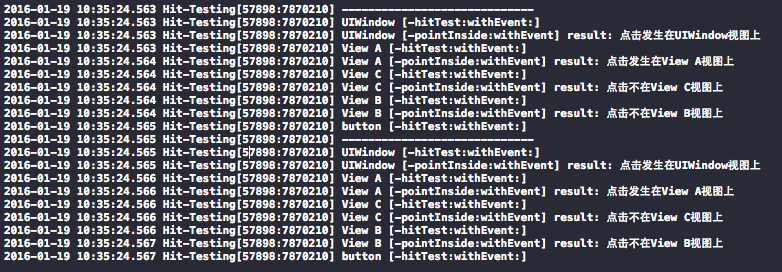 2016-01-19 10:35:24.563 Hit-Testing[57898:7870210] ------------------------------
2016-01-19 10:35:24.563 Hit-Testing[57898:7870210] UIWindow [-hitTest:withEvent:]
2016-01-19 10:35:24.563 Hit-Testing[57898:7870210] UIWindow [-pointInside:withEvent] result: 点击发生在UIWindow视图上
2016-01-19 10:35:24.563 Hit-Testing[57898:7870210] View A [-hitTest:withEvent:]
2016-01-19 10:35:24.564 Hit-Testing[57898:7870210] View A [-pointInside:withEvent] result: 点击发生在View A视图上
2016-01-19 10:35:24.564 Hit-Testing[57898:7870210] View C [-hitTest:withEvent:]
2016-01-19 10:35:24.564 Hit-Testing[57898:7870210] View C [-pointInside:withEvent] result: 点击不在View C视图上
2016-01-19 10:35:24.564 Hit-Testing[57898:7870210] View B [-hitTest:withEvent:]
2016-01-19 10:35:24.564 Hit-Testing[57898:7870210] View B [-pointInside:withEvent] result: 点击不在View B视图上
2016-01-19 10:35:24.565 Hit-Testing[57898:7870210] button [-hitTest:withEvent:]
2016-01-19 10:35:24.565 Hit-Testing[57898:7870210] ------------------------------
2016-01-19 10:35:24.565 Hit-Testing[57898:7870210] UIWindow [-hitTest:withEvent:]
2016-01-19 10:35:24.565 Hit-Testing[57898:7870210] UIWindow [-pointInside:withEvent] result: 点击发生在UIWindow视图上
2016-01-19 10:35:24.566 Hit-Testing[57898:7870210] View A [-hitTest:withEvent:]
2016-01-19 10:35:24.566 Hit-Testing[57898:7870210] View A [-pointInside:withEvent] result: 点击发生在View A视图上
2016-01-19 10:35:24.566 Hit-Testing[57898:7870210] View C [-hitTest:withEvent:]
2016-01-19 10:35:24.566 Hit-Testing[57898:7870210] View C [-pointInside:withEvent] result: 点击不在View C视图上
2016-01-19 10:35:24.566 Hit-Testing[57898:7870210] View B [-hitTest:withEvent:]
2016-01-19 10:35:24.567 Hit-Testing[57898:7870210] View B [-pointInside:withEvent] result: 点击不在View B视图上
2016-01-19 10:35:24.567 Hit-Testing[57898:7870210] button [-hitTest:withEvent:]